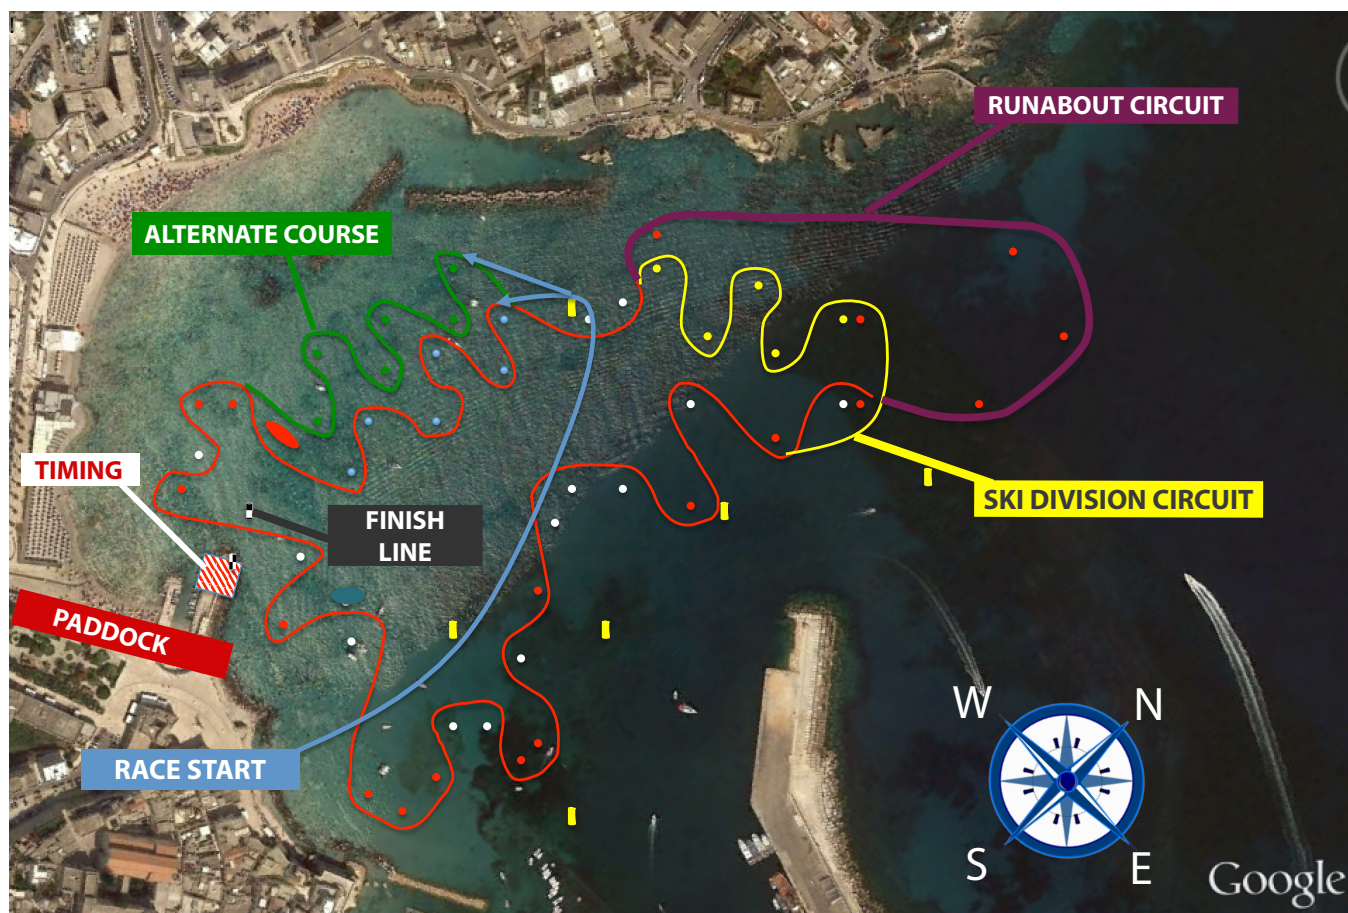 RUNABOUT CIRCUIT
ALTERNATE COURSE
TIMING
FINISH
LINE
SKI DIVISION CIRCUIT
PADDOCK
RACE START
W
N
S
E
Google